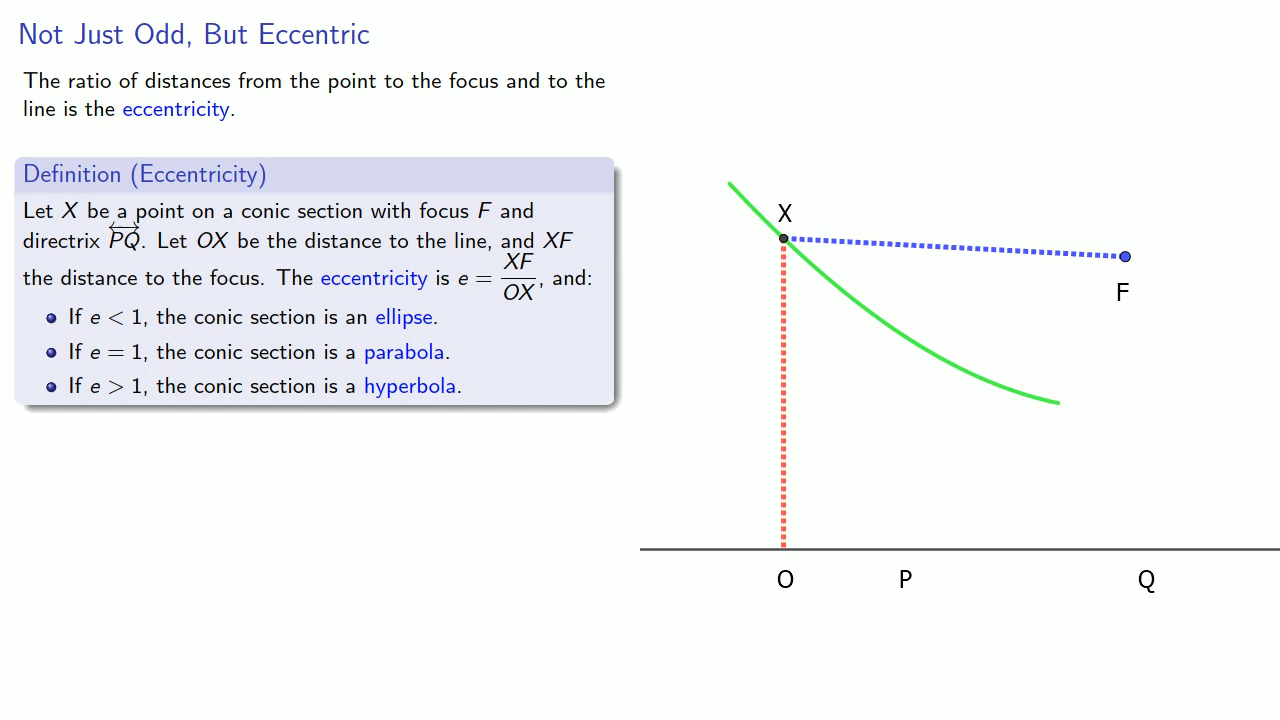 Not Just Odd, But Eccentric
The ratio of distances from the point to the focus and to the
line is the eccentricity.
Definition (Eccentricity)
Let X be a point on a conic section with focus F and
directrix \overleftrightarrow{PQ}. Let OX be the distance to the line, and XF
the distance to the focus. The eccentricity is e = \frac{XF}{OX}, and:
If e < 1, the conic section is an ellipse.
If e = 1, the conic section is a parabola.
If e > 1, the conic section is a hyperbola.
X
F
O P Q